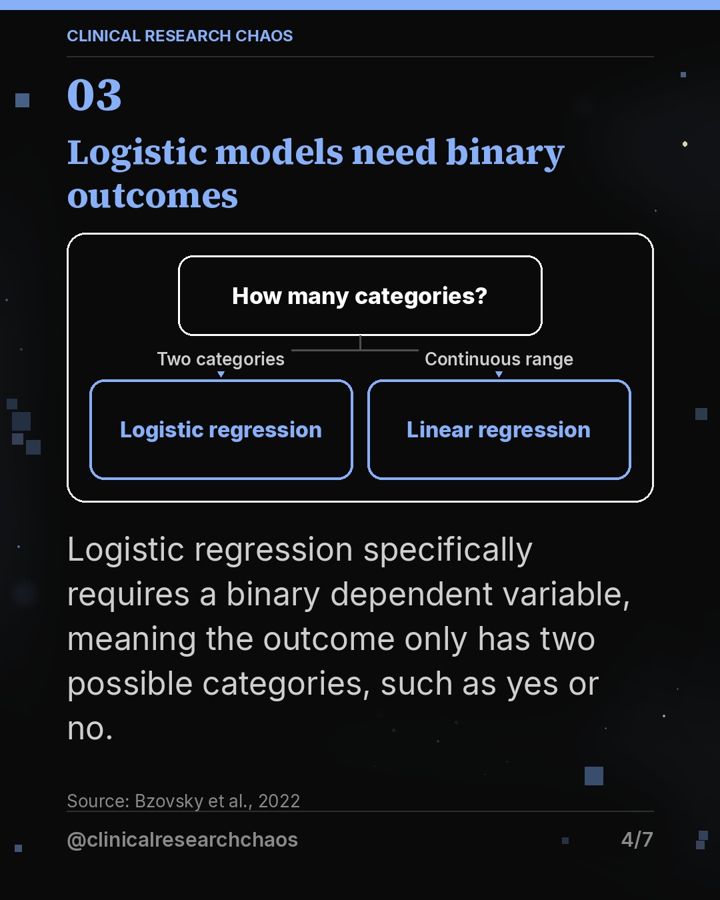 CLINICAL RESEARCH CHAOS
03
Logistic models need binary
outcomes
How many categories?
Two categories
Continuous range
Logistic regression
Linear regression
Logistic regression specifically
requires a binary dependent variable,
meaning the outcome only has two
possible categories, such as yes or
no.
Source: Bzovsky et al., 2022
@clinicalresearchchaos
4/7